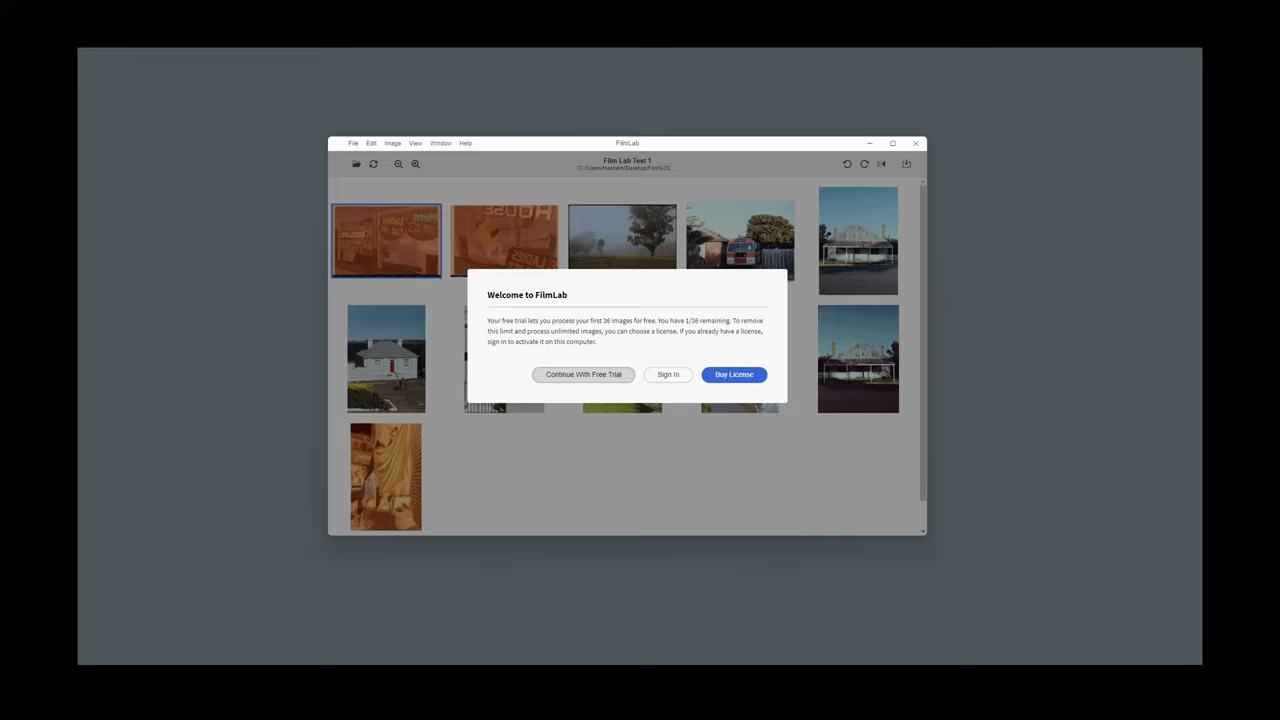 File Edit Image View Window Help FilmLab
Film Lab Test 1
Welcome to FilmLab
Your free trial lets you process your first 36 images for free. You have 1/36 remaining. To remove
this limit and process unlimited images, you can choose a license. If you already have a license,
sign in to activate it on this computer.
Continue With Free Trial Sign In Buy License